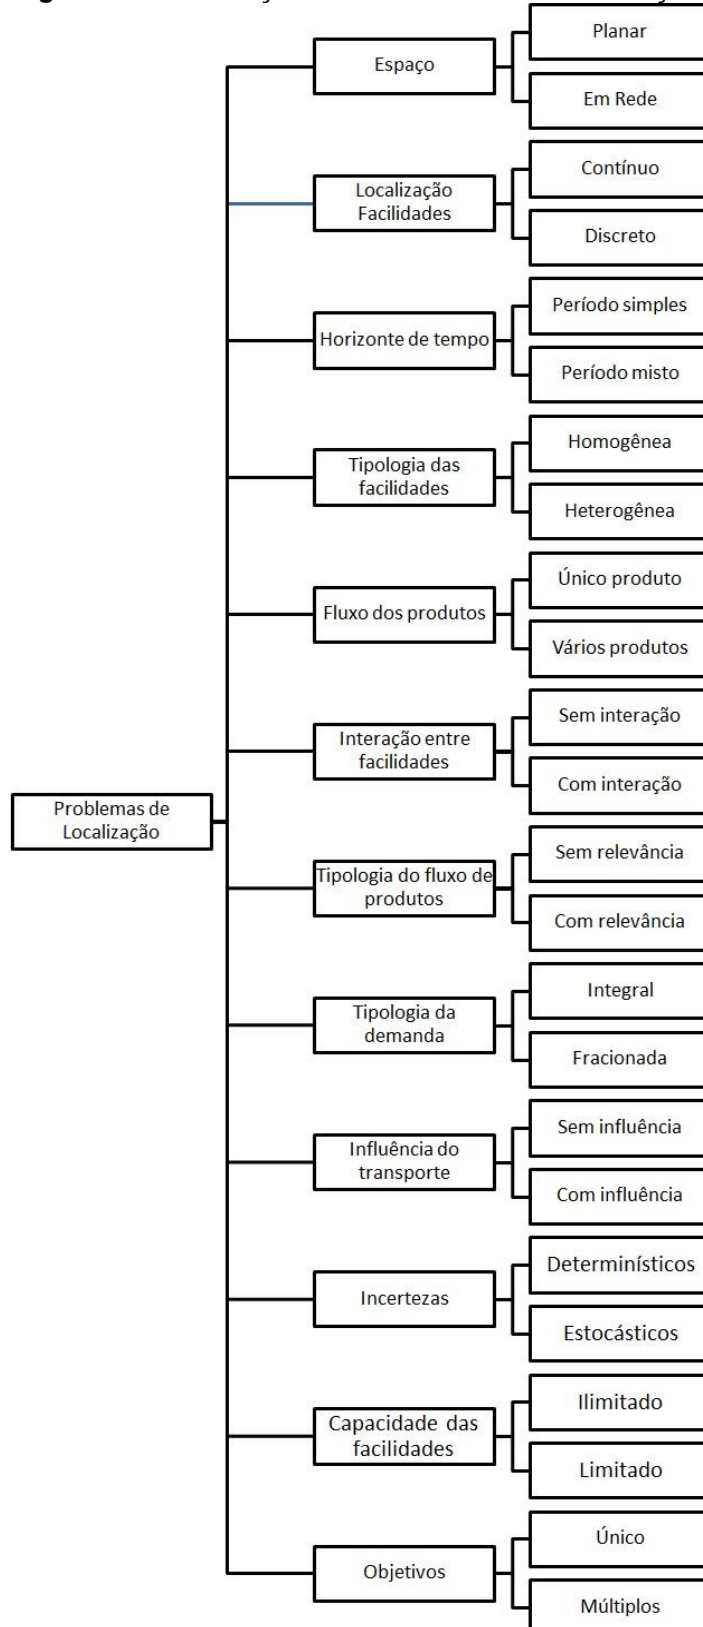 Planar
Espaço
Em Rede
Contínuo
Localização
Facilidades
Discreto
Período simples
Horizonte de tempo
Período misto
Homogênea
Tipologia das
facilidades
Heterogênea
Único produto
Fluxo dos produtos
Vários produtos
Sem interação
Interação entre
facilidades
Com interação
Problemas de
Localização
Sem relevância
Tipologia do fluxo de
produtos
Com relevância
Integral
Tipologia da
demanda
Fracionada
Sem influência
Influência do
transporte
Com influência
Determinísticos
Incertezas
Estocásticos
Ilimitado
Capacidade das
facilidades
Limitado
Único
Objetivos
Múltiplos